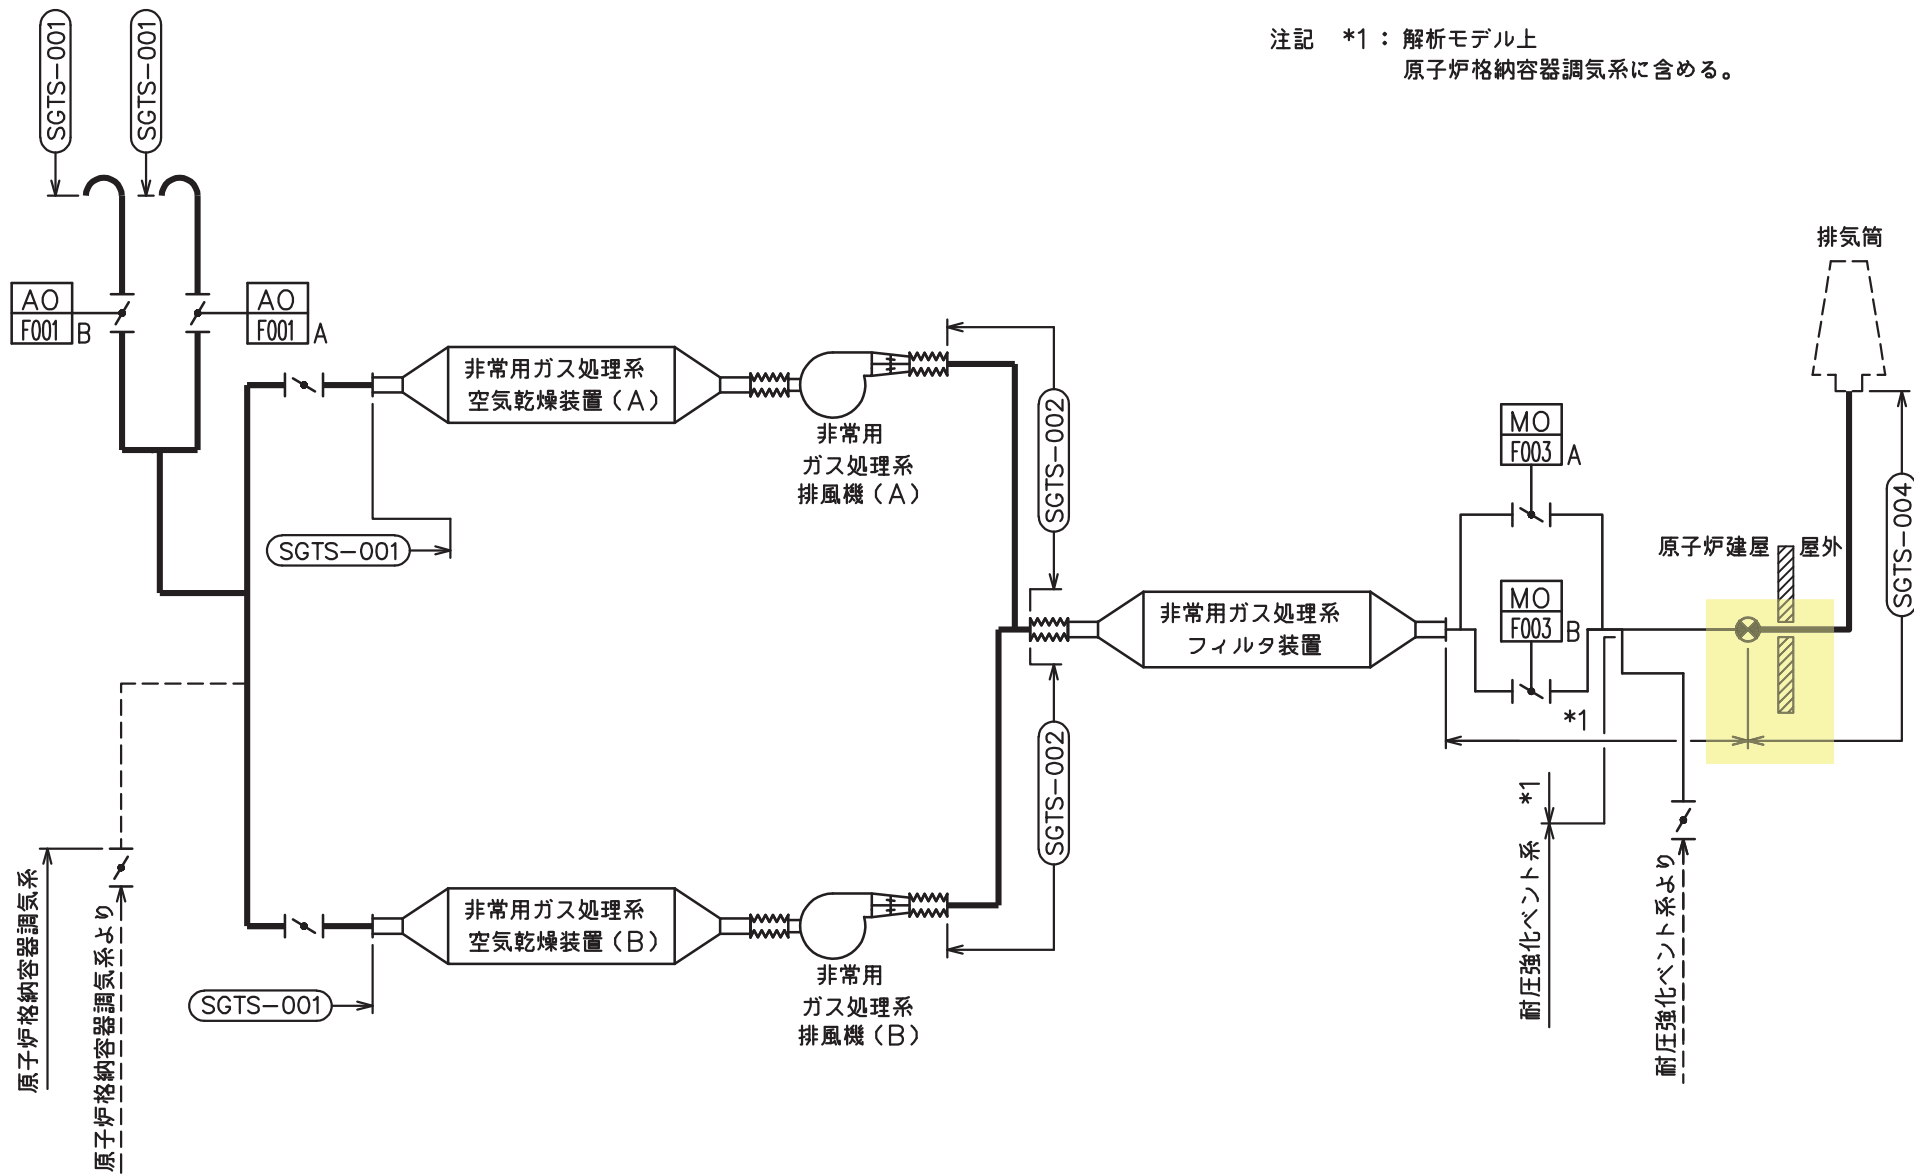 注記 *1 : 解析モデル上
原子炉格納容器調気系に含める。
SGTS-001
SGTS-001
AO
F001
B
AO
F001
A
非常用ガス処理系
空気乾燥装置(A)
非常用
ガス処理系
排風機(A)
SGTS-001
SGTS-002
非常用ガス処理系
フィルタ装置
MO
F003
A
MO
F003
B
*1
原子炉建屋
屋外
排気筒
SGTS-004
SGTS-002
*1
耐圧強化ベント系
耐圧強化ベント系より
原子炉格納容器調気系
原子炉格納容器調気系より
非常用ガス処理系
空気乾燥装置(B)
非常用
ガス処理系
排風機(B)
SGTS-001